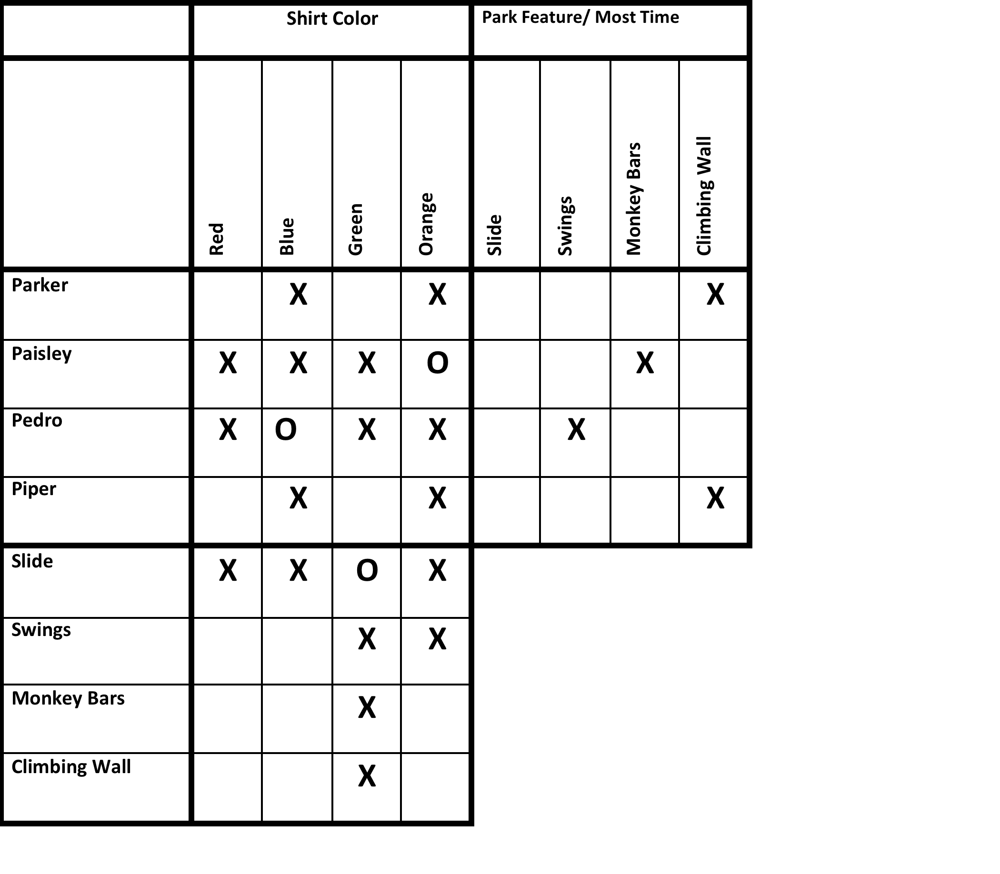 Shirt Color Park Feature/ Most Time
Red Blue Green Orange Slide Swings Monkey Bars Climbing Wall
Parker X X X
Paisley X X X O X
Pedro X O X X X
Piper X X X
Slide X X O X
Swings X X
Monkey Bars X
Climbing Wall X